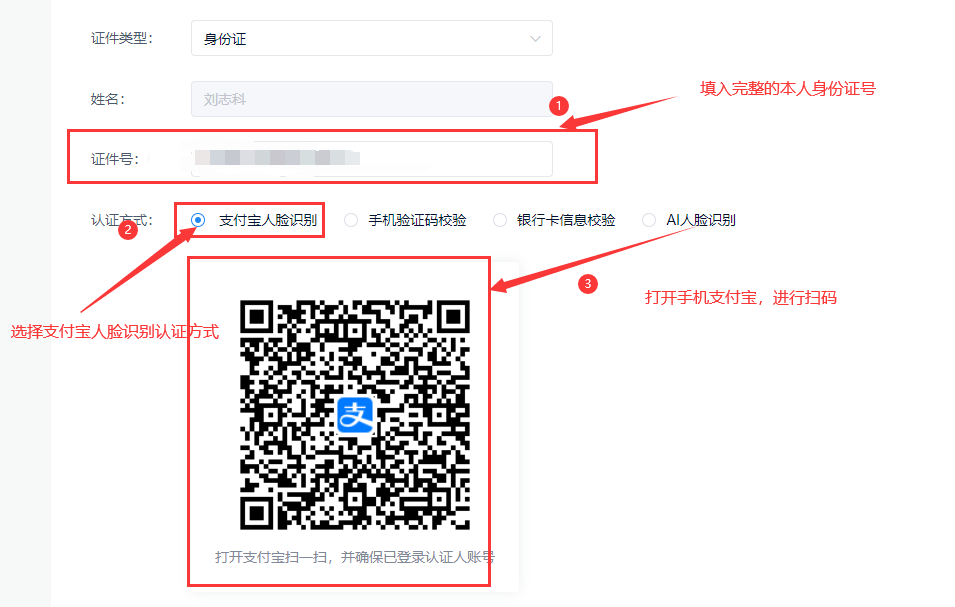 证件类型：
身份证
姓名：
刘志科
1
填入完整的本人身份证号
证件号：
认证方式：
支付宝人脸识别
手机验证码校验
银行卡信息校验
AI人脸识别
2
3
打开手机支付宝，进行扫码
选择支付宝人脸识别认证方式
支
打开支付宝扫一扫，并确保已登录认证人账号